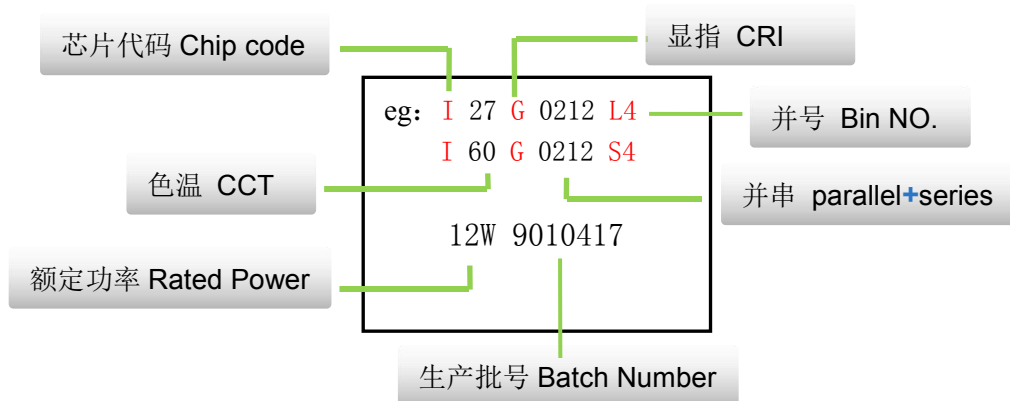 芯片代码 Chip code
显指 CRI
eg: I 27 G 0212 L4
并号 Bin NO.
I 60 G 0212 S4
色温 CCT
并串 parallel+series
12W 9010417
额定功率 Rated Power
生产批号 Batch Number